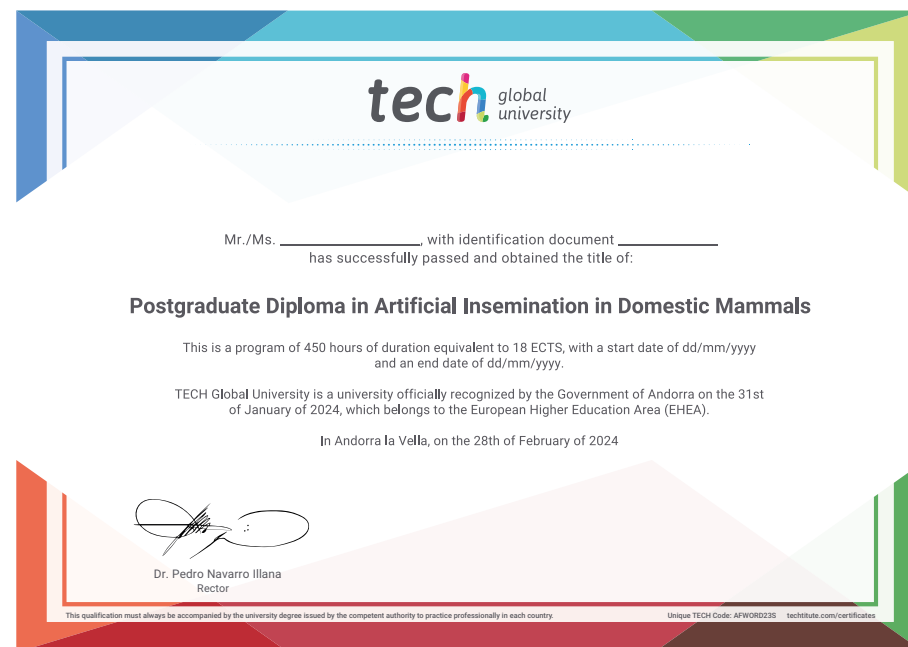 tech global university
Mr./Ms. ____________, with identification document ____________
has successfully passed and obtained the title of:
Postgraduate Diploma in Artificial Insemination in Domestic Mammals
This is a program of 450 hours of duration equivalent to 18 ECTS, with a start date of dd/mm/yyyy
and an end date of dd/mm/yyyy.
TECH Global University is a university officially recognized by the Government of Andorra on the 31st
of January of 2024, which belongs to the European Higher Education Area (EHEA).
In Andorra la Vella, on the 28th of February of 2024
Dr. Pedro Navarro Illana
Rector
This qualification must always be accompanied by the university degree issued by the competent authority to practice professionally in each country.
Unique TECH Code: AFWORD23S techtitute.com/certificates